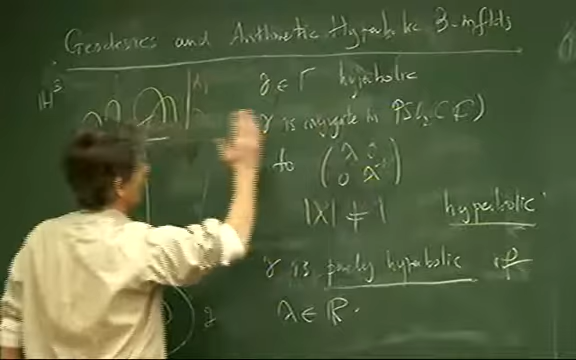 Geodesics and Arithmetic Hyperbolic 3-mflds
H³
γ ∈ Γ hyperbolic
γ is conjugate in PSL₂(C)
to (λ 0
0 λ⁻¹)
|λ| ≠ 1 hyperbolic
γ is purely hyperbolic iff
λ ∈ R.